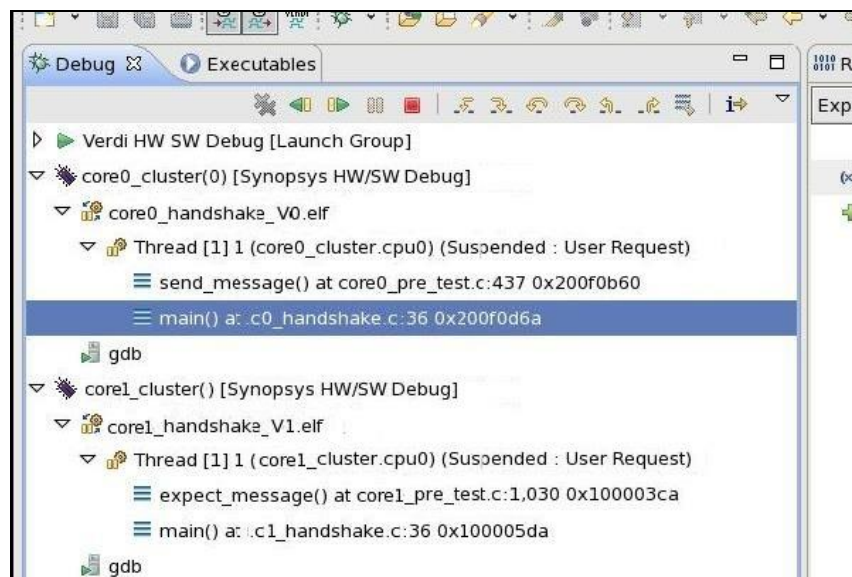 Debug Executables
1010 0101 R
Exp
Verdi HW SW Debug [Launch Group]
core0_cluster(0) [Synopsys HW/SW Debug]
core0_handshake_V0.elf
Thread [1] 1 (core0_cluster.cpu0) (Suspended : User Request)
send_message() at core0_pre_test.c:437 0x200f0b60
main() at .c0_handshake.c:36 0x200f0d6a
gdb
core1_cluster() [Synopsys HW/SW Debug]
core1_handshake_V1.elf
Thread [1] 1 (core1_cluster.cpu0) (Suspended : User Request)
expect_message() at core1_pre_test.c:1,030 0x100003ca
main() at .c1_handshake.c:36 0x100005da
gdb